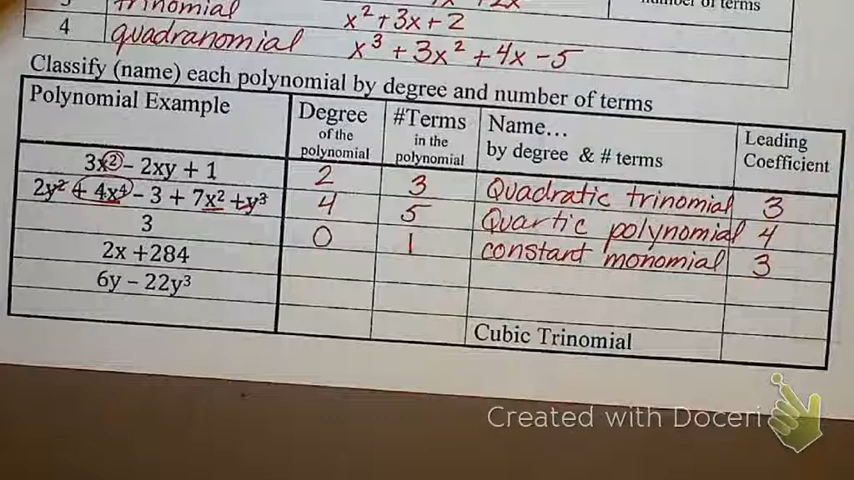 trinomial x² + 3x + 2 number of terms
4 quadranomial x³ + 3x² + 4x - 5
Classify (name) each polynomial by degree and number of terms
Polynomial Example Degree of the polynomial #Terms in the polynomial Name... by degree & # terms Leading Coefficient
3x² - 2xy + 1 2 3 Quadratic trinomial 3
2y² + 4x⁴ - 3 + 7x² + y³ 4 5 Quartic polynomial 4
3 0 1 constant monomial 3
2x +284
6y - 22y³
Cubic Trinomial
Created with Doceri